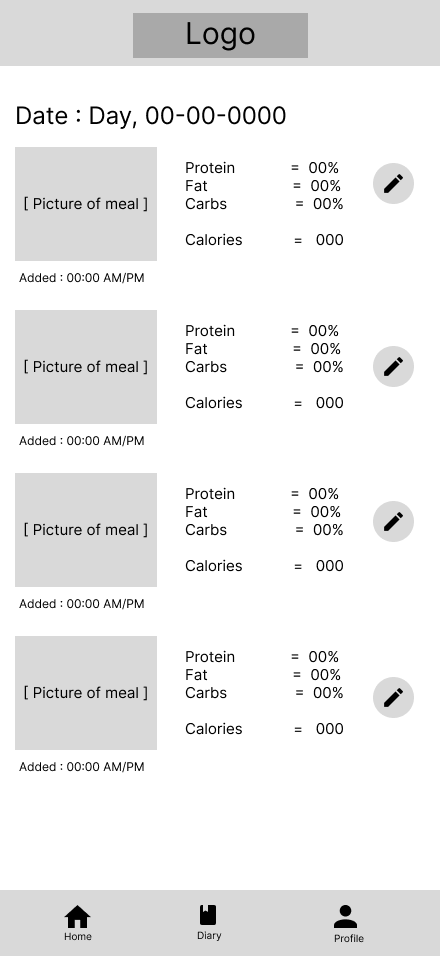 Logo
Date : Day, 00-00-0000
[ Picture of meal ]
Protein = 00%
Fat = 00%
Carbs = 00%
Calories = 000
Added : 00:00 AM/PM
[ Picture of meal ]
Protein = 00%
Fat = 00%
Carbs = 00%
Calories = 000
Added : 00:00 AM/PM
[ Picture of meal ]
Protein = 00%
Fat = 00%
Carbs = 00%
Calories = 000
Added : 00:00 AM/PM
[ Picture of meal ]
Protein = 00%
Fat = 00%
Carbs = 00%
Calories = 000
Added : 00:00 AM/PM
Home
Diary
Profile